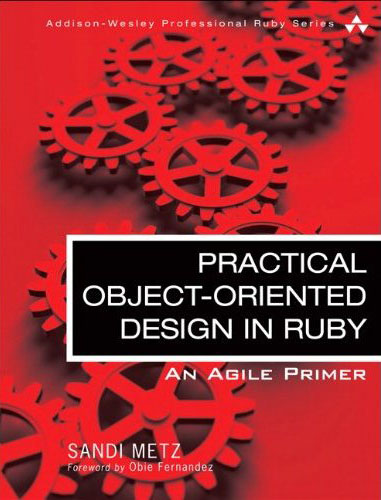 Addison-Wesley Professional Ruby Series
PRACTICAL
OBJECT-ORIENTED
DESIGN IN RUBY
AN AGILE PRIMER
SANDI METZ
Foreword by Obie Fernandez